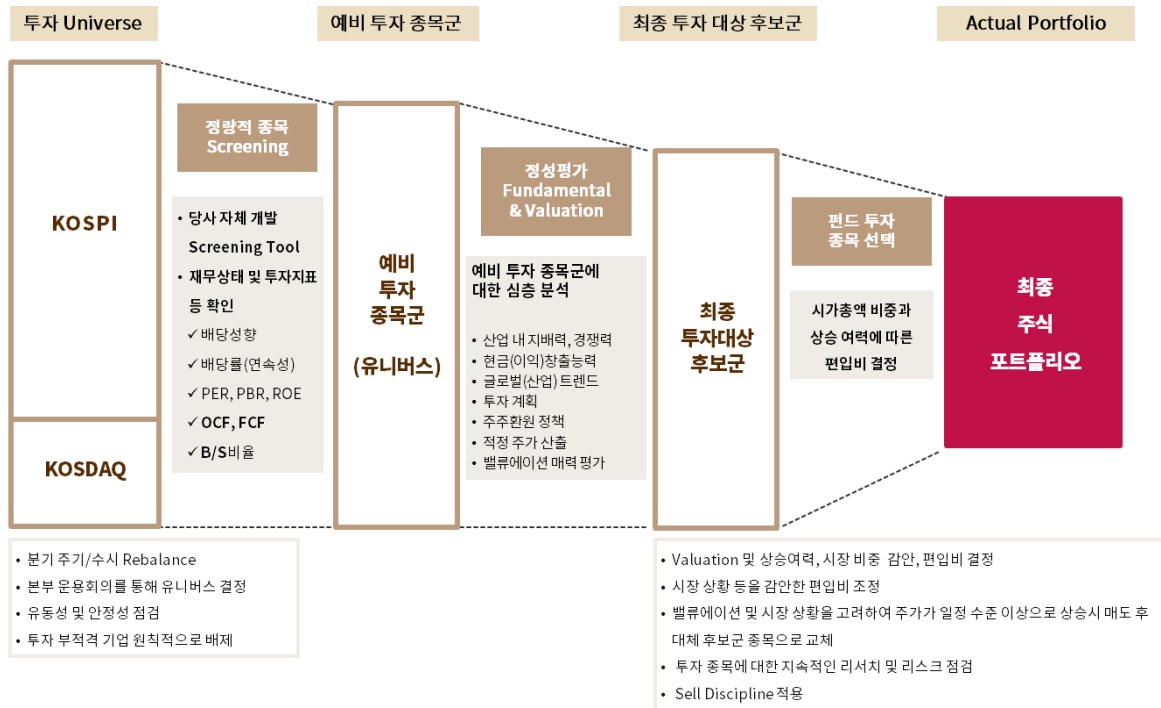 투자 Universe
예비 투자 종목군
최종 투자 대상 후보군
Actual Portfolio
KOSPI
KOSDAQ
정량적 종목
Screening
• 당사 자체 개발
Screening Tool
• 재무상태 및 투자지표
등 확인
✓배당성향
✓배당률(연속성)
✓PER, PBR, ROE
✓OCF, FCF
✓B/S비율
예비
투자
종목군
(유니버스)
정성평가
Fundamental
& Valuation
예비 투자 종목군에
대한 심층 분석
• 산업 내 지배력, 경쟁력
• 현금(이익)창출능력
• 글로벌(산업) 트렌드
• 투자 계획
• 주주환원 정책
• 적정 주가 산출
• 밸류에이션 매력 평가
최종
투자대상
후보군
펀드 투자
종목 선택
시가총액 비중과
상승 여력에 따른
편입비 결정
최종
주식
포트폴리오
• 분기 주기/수시 Rebalance
• 본부 운용회의를 통해 유니버스 결정
• 유동성 및 안정성 점검
• 투자 부적격 기업 원칙적으로 배제
• Valuation 및 상승여력, 시장 비중 감안, 편입비 결정
• 시장 상황 등을 감안한 편입비 조정
• 밸류에이션 및 시장 상황을 고려하여 주가가 일정 수준 이상으로 상승시 매도 후
대체 후보군 종목으로 교체
• 투자 종목에 대한 지속적인 리서치 및 리스크 점검
• Sell Discipline 적용